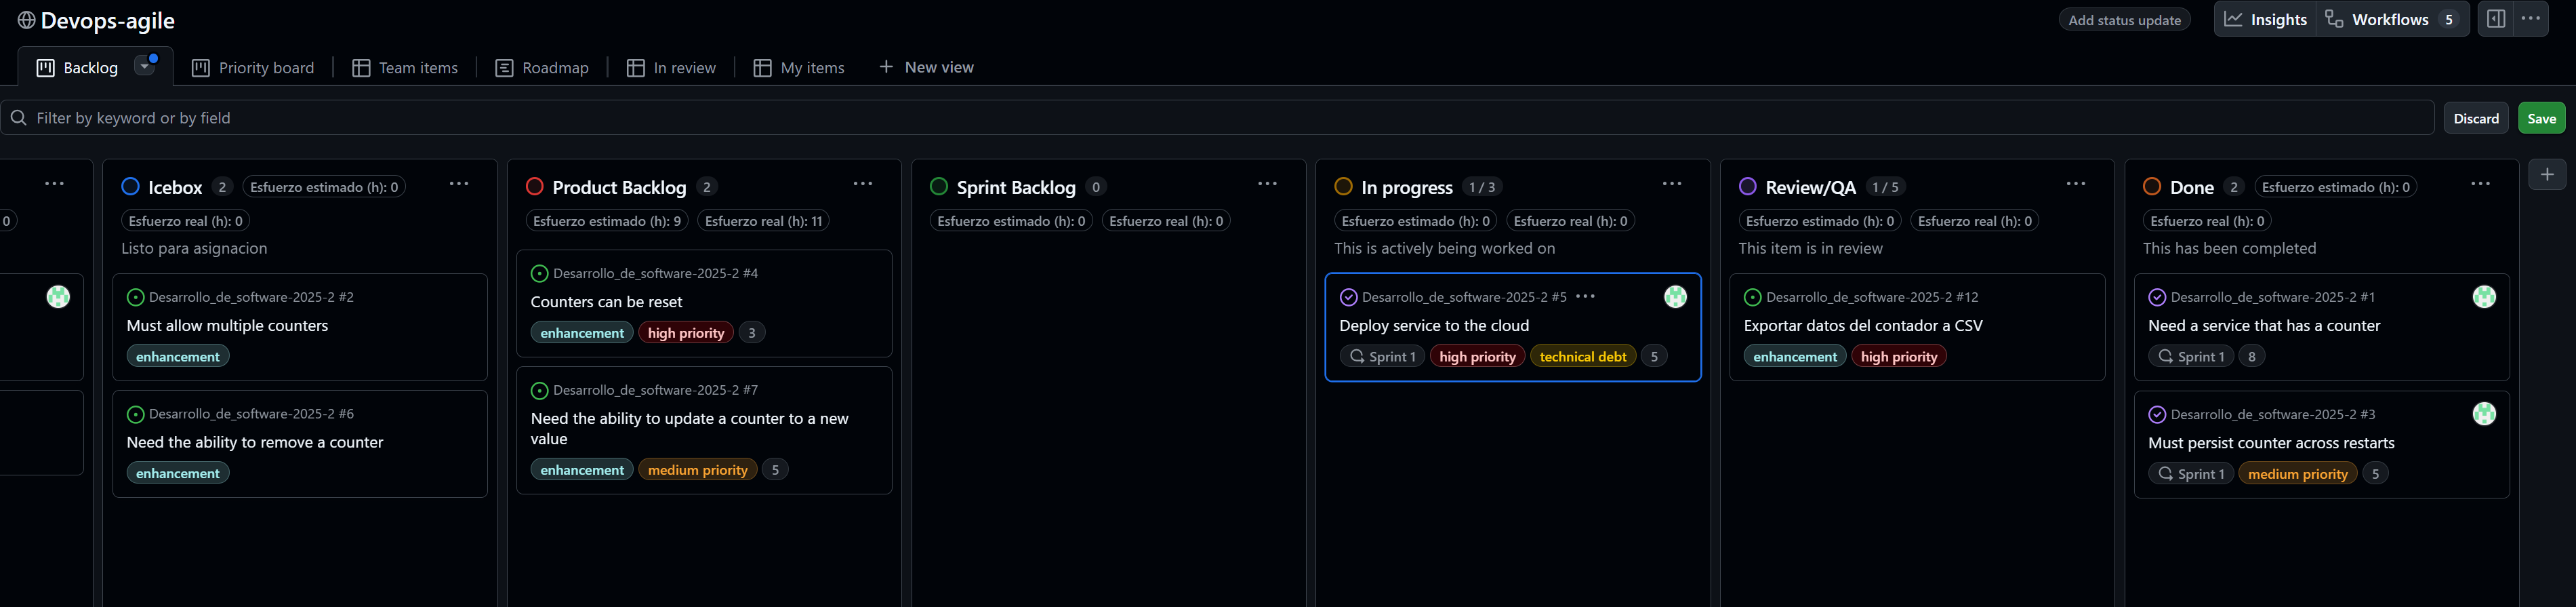 Devops-agile
Add status update
Insights
Workflows 5
Backlog
Priority board
Team items
Roadmap
In review
My items
New view
Filter by keyword or by field
Discard
Save
0
Icebox 2 Esfuerzo estimado (h): 0
Esfuerzo real (h): 0
Listo para asignacion
Desarrollo_de_software-2025-2 #2
Must allow multiple counters
enhancement
Desarrollo_de_software-2025-2 #6
Need the ability to remove a counter
enhancement
Product Backlog 2
Esfuerzo estimado (h): 9 Esfuerzo real (h): 11
Desarrollo_de_software-2025-2 #4
Counters can be reset
enhancement high priority 3
Desarrollo_de_software-2025-2 #7
Need the ability to update a counter to a new
value
enhancement medium priority 5
Sprint Backlog 0
Esfuerzo estimado (h): 0 Esfuerzo real (h): 0
In progress 1 / 3
Esfuerzo estimado (h): 0 Esfuerzo real (h): 0
This is actively being worked on
Desarrollo_de_software-2025-2 #5
Deploy service to the cloud
Sprint 1 high priority technical debt 5
Review/QA 1 / 5
Esfuerzo estimado (h): 0 Esfuerzo real (h): 0
This item is in review
Desarrollo_de_software-2025-2 #12
Exportar datos del contador a CSV
enhancement high priority
Done 2 Esfuerzo estimado (h): 0
Esfuerzo real (h): 0
This has been completed
Desarrollo_de_software-2025-2 #1
Need a service that has a counter
Sprint 1 8
Desarrollo_de_software-2025-2 #3
Must persist counter across restarts
Sprint 1 medium priority 5